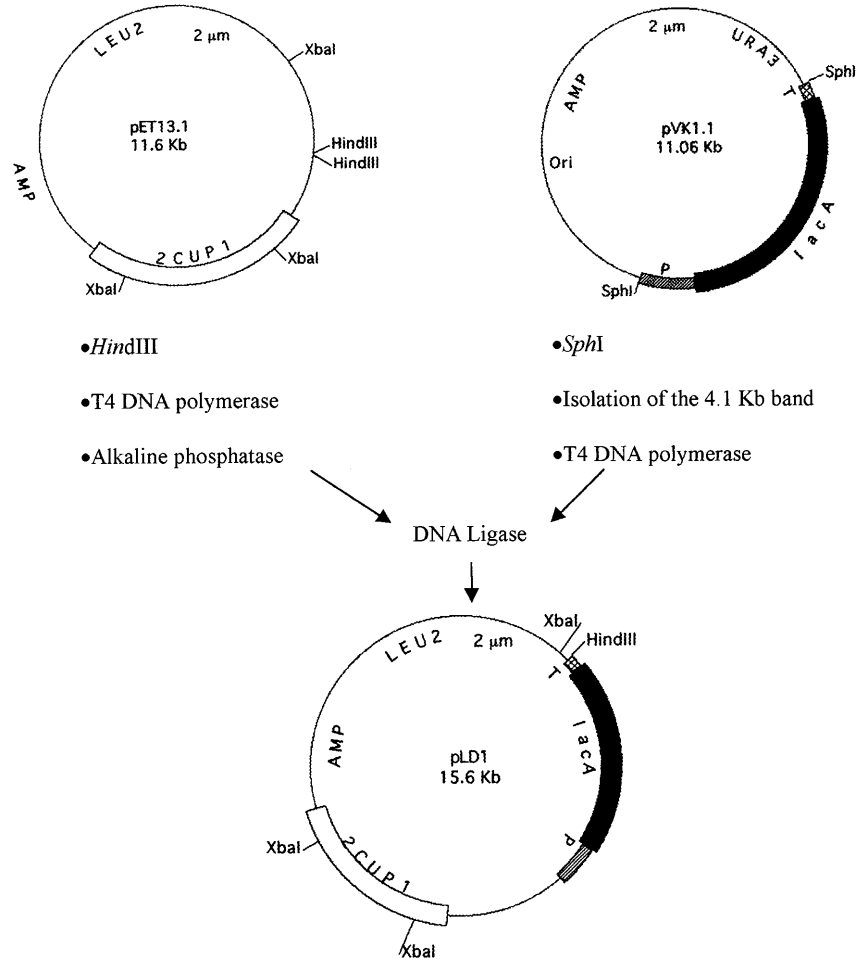 LEU2
2 µm
XbaI
pET13.1
11.6 Kb
HindIII
HindIII
AMP
2CUP1
XbaI
XbaI
2 µm
URA3
SphI
T
AMP
pVK1.1
11.06 Kb
Ori
lacA
P
SphI
•HindIII
•T4 DNA polymerase
•Alkaline phosphatase
•SphI
•Isolation of the 4.1 Kb band
•T4 DNA polymerase
DNA Ligase
LEU2
2 µm
XbaI
HindIII
T
lacA
AMP
pLD1
15.6 Kb
P
XbaI
2CUP1
XbaI